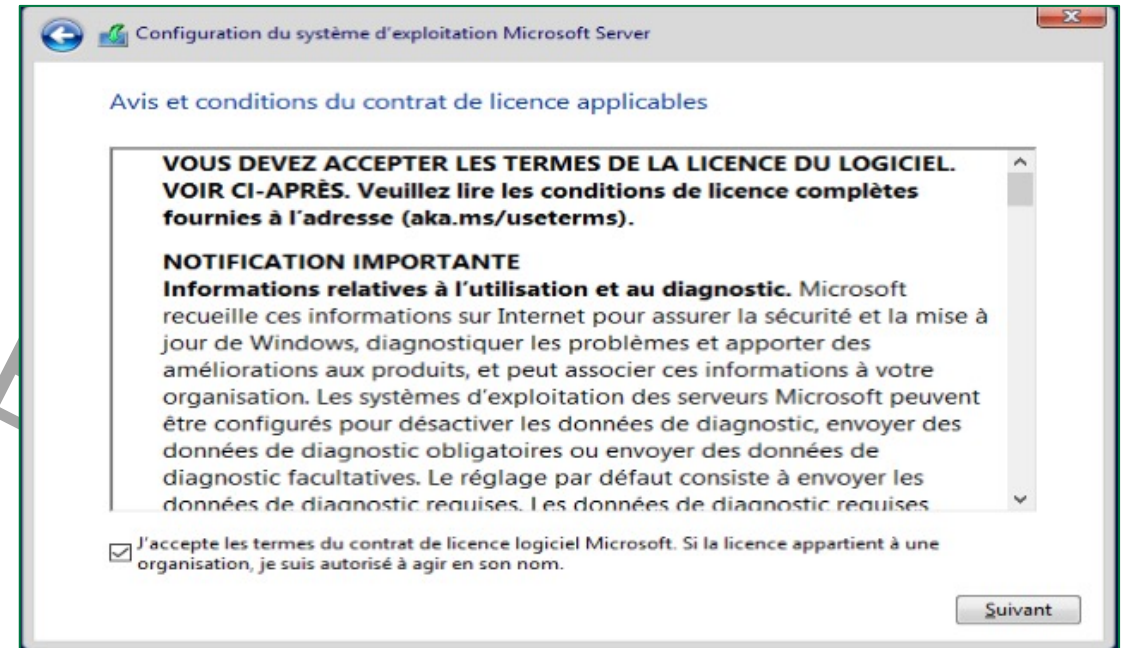 Configuration du système d'exploitation Microsoft Server
Avis et conditions du contrat de licence applicables
VOUS DEVEZ ACCEPTER LES TERMES DE LA LICENCE DU LOGICIEL.
VOIR CI-APRÈS. Veuillez lire les conditions de licence complètes
fournies à l'adresse (aka.ms/useterms).
NOTIFICATION IMPORTANTE
Informations relatives à l'utilisation et au diagnostic. Microsoft
recueille ces informations sur Internet pour assurer la sécurité et la mise à
jour de Windows, diagnostiquer les problèmes et apporter des
améliorations aux produits, et peut associer ces informations à votre
organisation. Les systèmes d'exploitation des serveurs Microsoft peuvent
être configurés pour désactiver les données de diagnostic, envoyer des
données de diagnostic obligatoires ou envoyer des données de
diagnostic facultatives. Le réglage par défaut consiste à envoyer les
données de diagnostic requises. Les données de diagnostic requises
J'accepte les termes du contrat de licence logiciel Microsoft. Si la licence appartient à une
organisation, je suis autorisé à agir en son nom.
Suivant